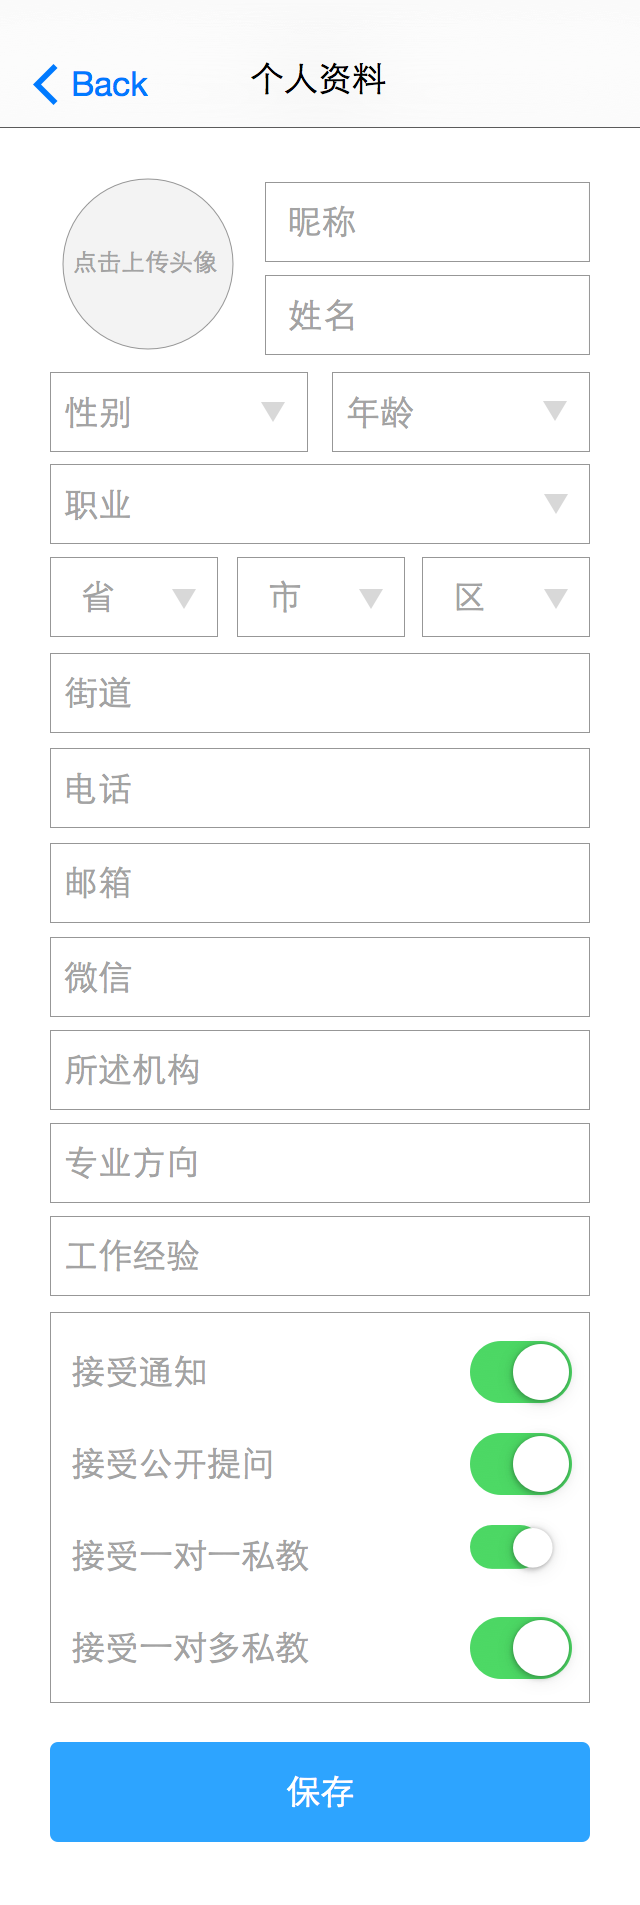 Back
个人资料
点击上传头像
昵称
姓名
性别
年龄
职业
省
市
区
街道
电话
邮箱
微信
所述机构
专业方向
工作经验
接受通知
接受公开提问
接受一对一私教
接受一对多私教
保存